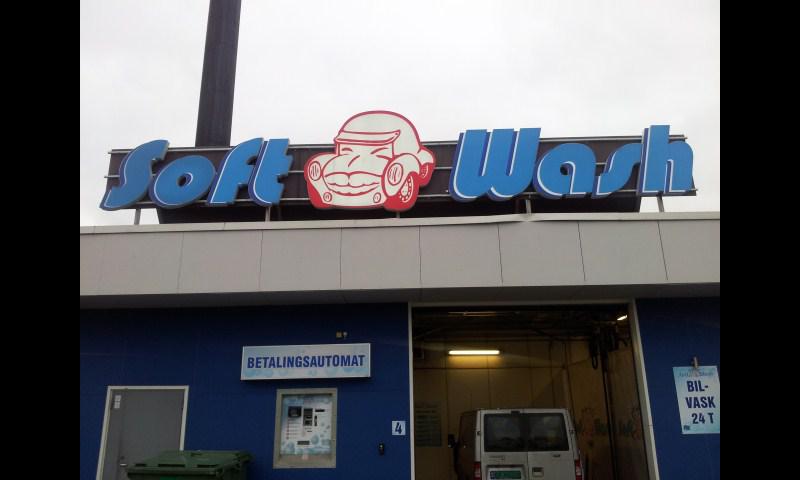 Soft Wash
BETALINGSAUTOMAT
4
BIL-
VASK
24 T